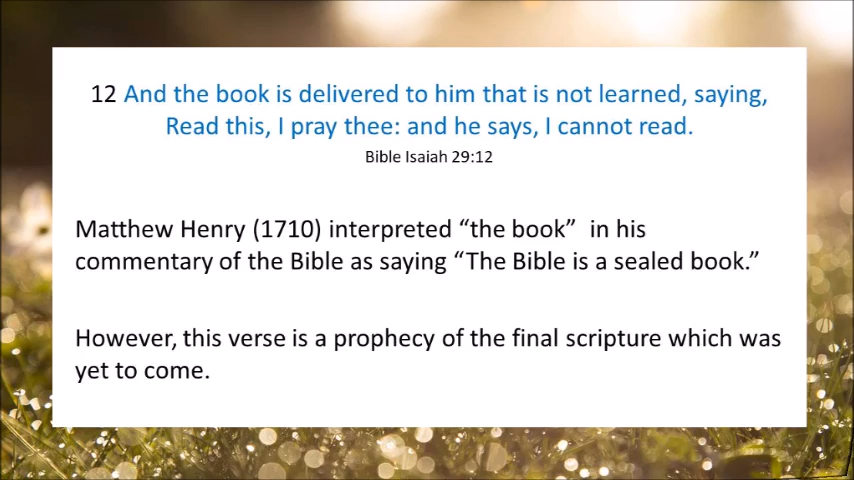 12 And the book is delivered to him that is not learned, saying,
Read this, I pray thee: and he says, I cannot read.
Bible Isaiah 29:12
Matthew Henry (1710) interpreted “the book”  in his
commentary of the Bible as saying “The Bible is a sealed book.”
However, this verse is a prophecy of the final scripture which was
yet to come.